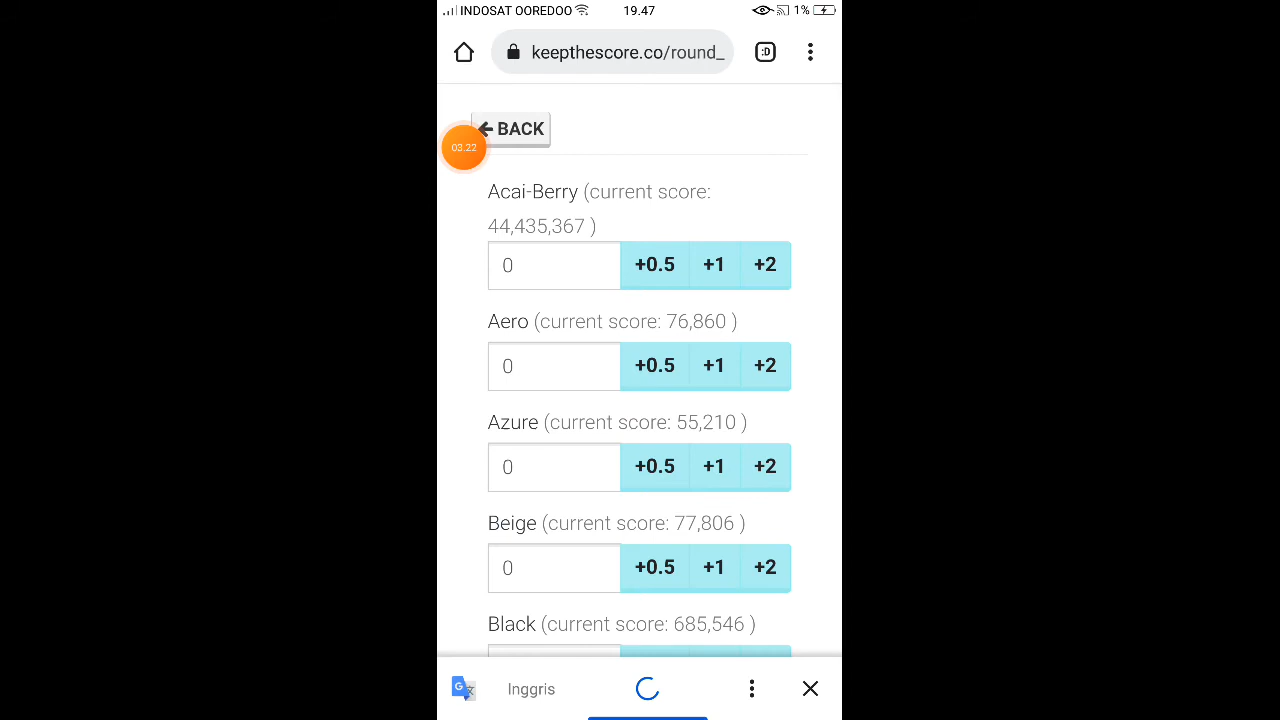 INDOSAT OOREDOO 19.47 1%
keepthescore.co/round_ :D
BACK
03.22
Acai-Berry (current score:
44,435,367 )
0 +0.5 +1 +2
Aero (current score: 76,860 )
0 +0.5 +1 +2
Azure (current score: 55,210 )
0 +0.5 +1 +2
Beige (current score: 77,806 )
0 +0.5 +1 +2
Black (current score: 685,546 )
G Inggris